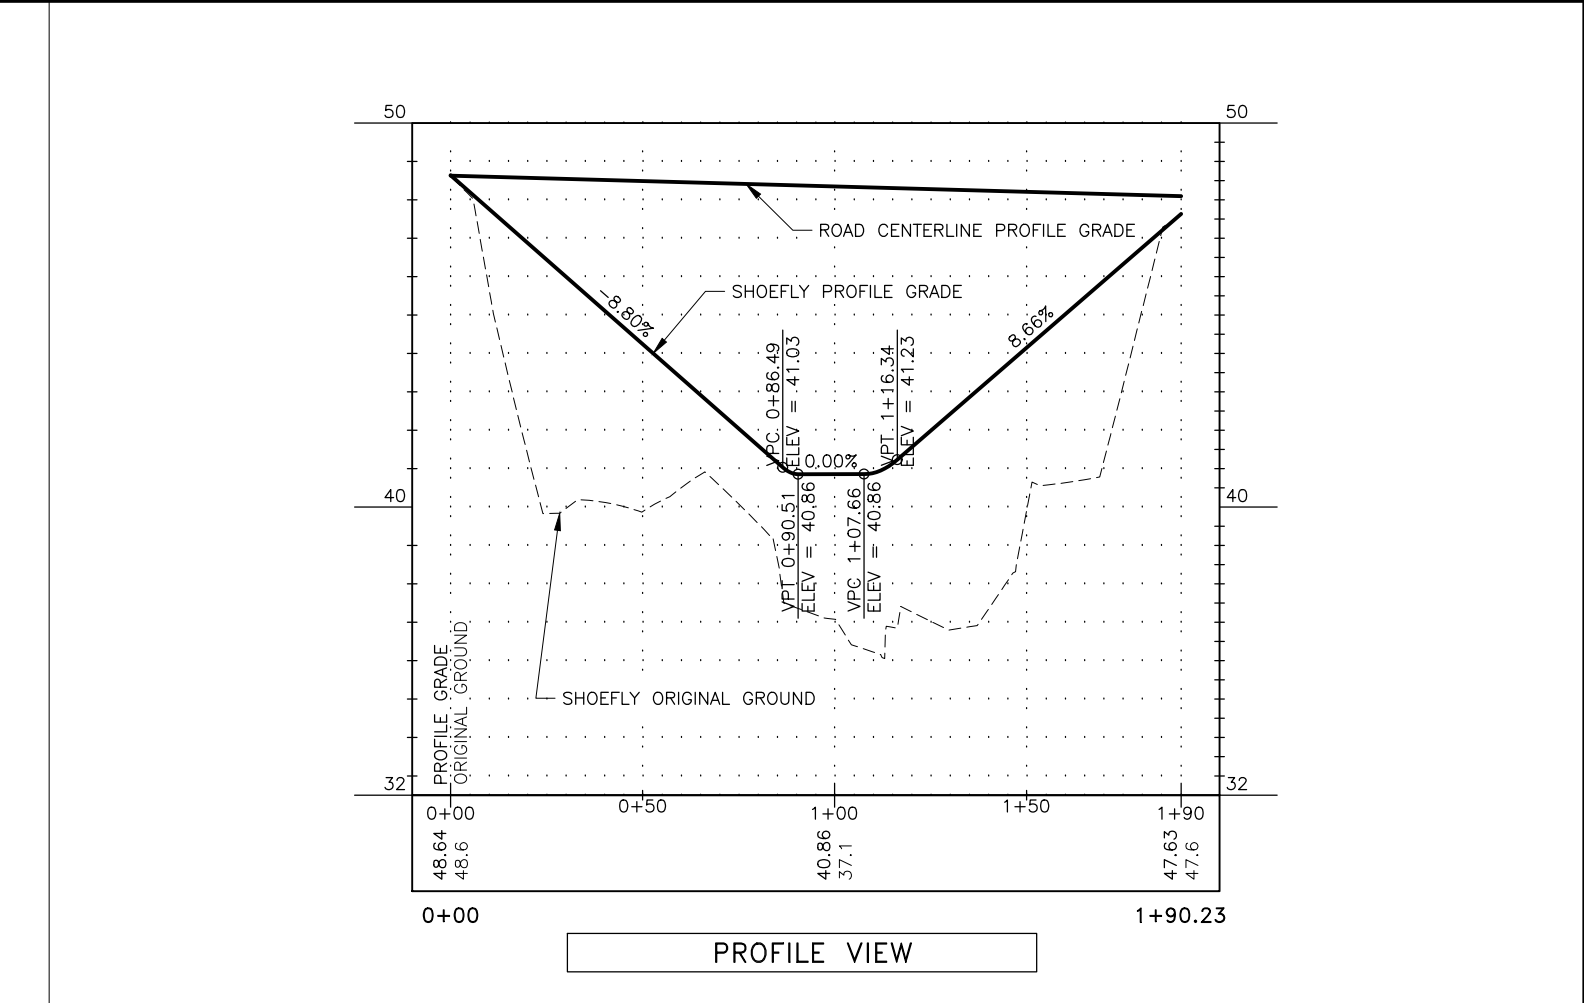 50
50
ROAD CENTERLINE PROFILE GRADE
SHOEFLY PROFILE GRADE
-8.80%
8.66%
VPC 0+86.49
ELEV = 41.03
VPT 1+16.34
ELEV = 41.23
0.00%
40
40
VPT 0+90.51
ELEV = 40.86
VPC 1+07.66
ELEV = 40.86
SHOEFLY ORIGINAL GROUND
PROFILE GRADE
ORIGINAL GROUND
32
32
0+00
0+50
1+00
1+50
1+90
48.64
48.6
40.86
37.1
47.63
47.6
0+00
1+90.23
PROFILE VIEW